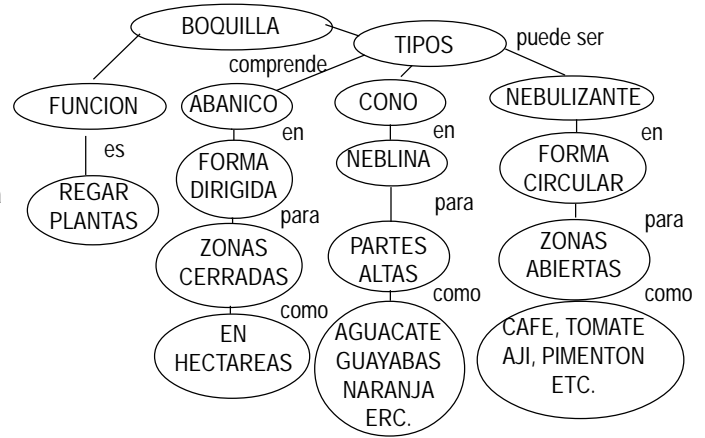 BOQUILLA
TIPOS
puede ser
comprende
FUNCION
ABANICO
CONO
NEBULIZANTE
es
en
en
en
REGAR
PLANTAS
FORMA
DIRIGIDA
NEBLINA
FORMA
CIRCULAR
para
para
para
ZONAS
CERRADAS
PARTES
ALTAS
ZONAS
ABIERTAS
como
como
como
EN
HECTAREAS
AGUACATE
GUAYABAS
NARANJA
ERC.
CAFE, TOMATE
AJI, PIMENTON
ETC.